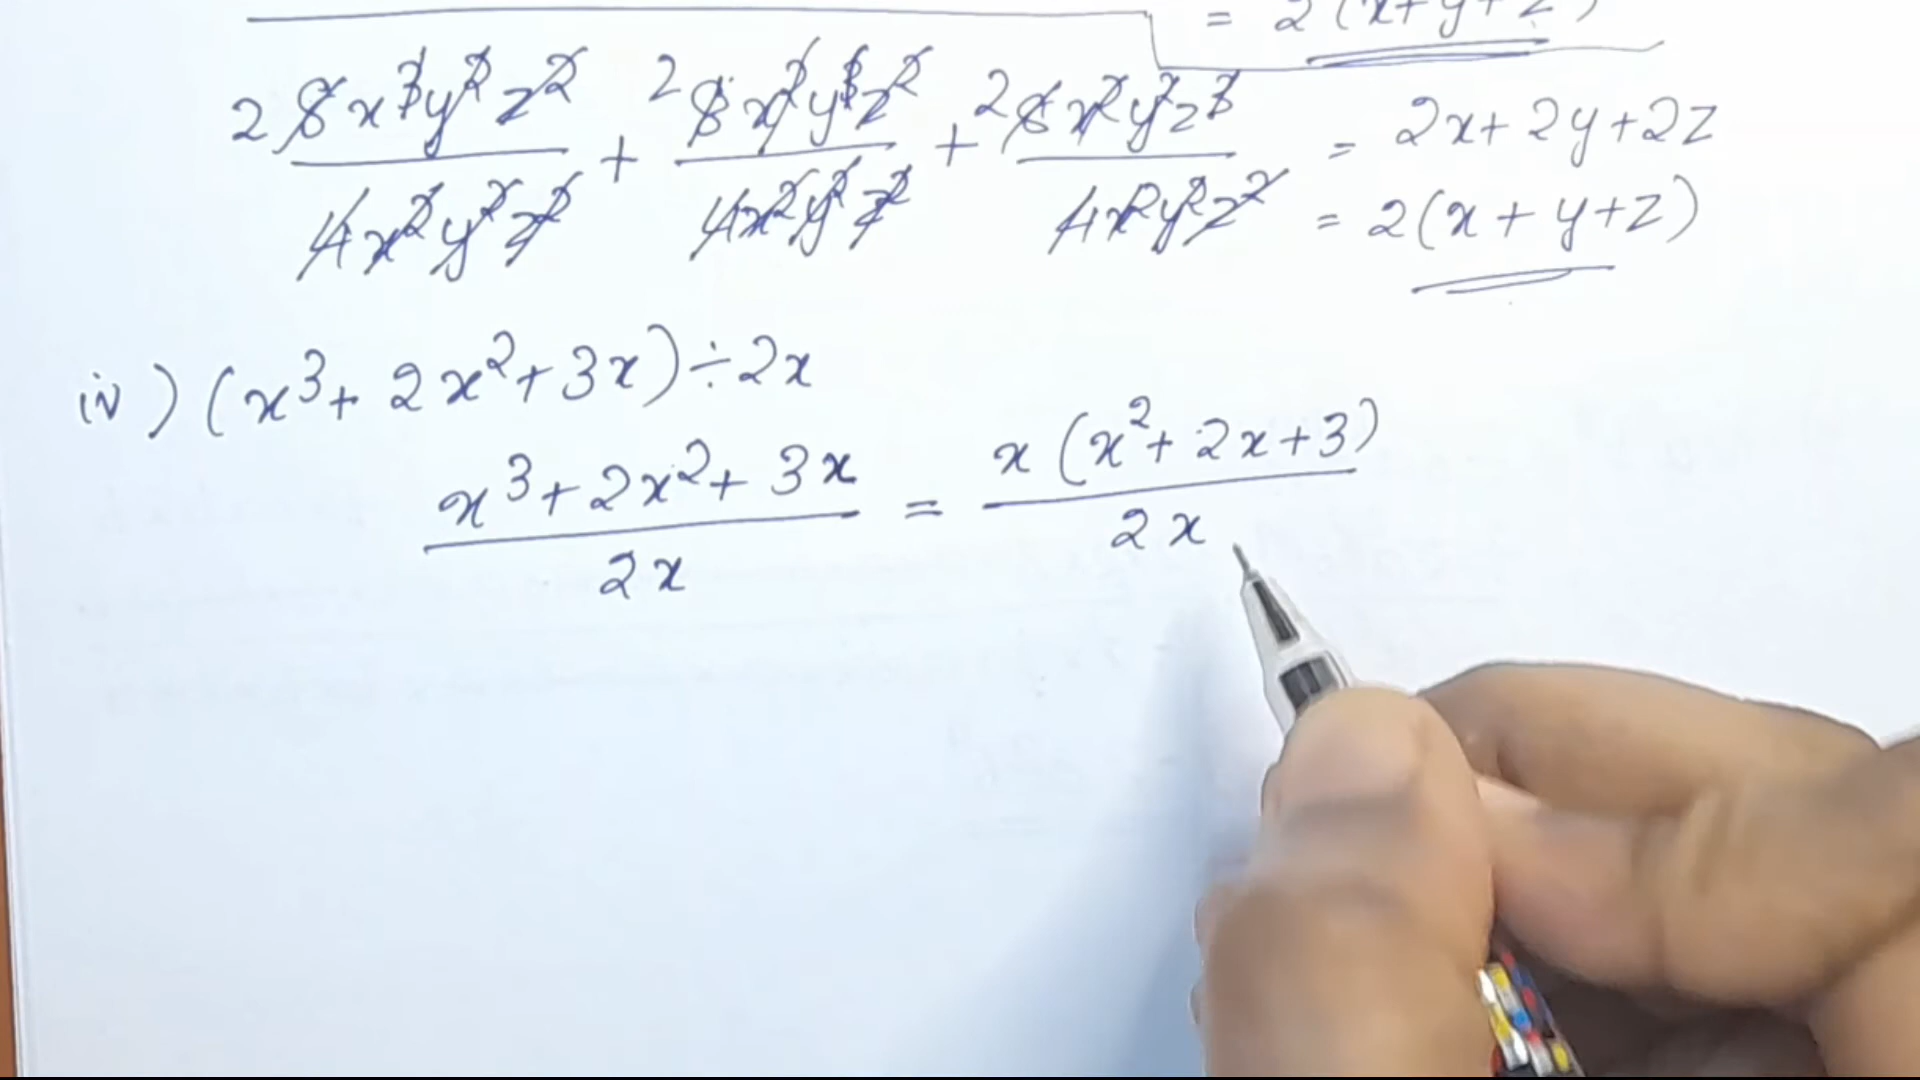 = 2(x+y+z)
2 8x³y²z² / 4x²y²z² + 2 8x²y³z² / 4x²y²z² + 2 8x²y²z³ / 4x²y²z² = 2x+2y+2z
= 2(x+y+z)
iv) (x³+2x²+3x)÷2x
x³+2x²+3x / 2x = x(x²+2x+3) / 2x